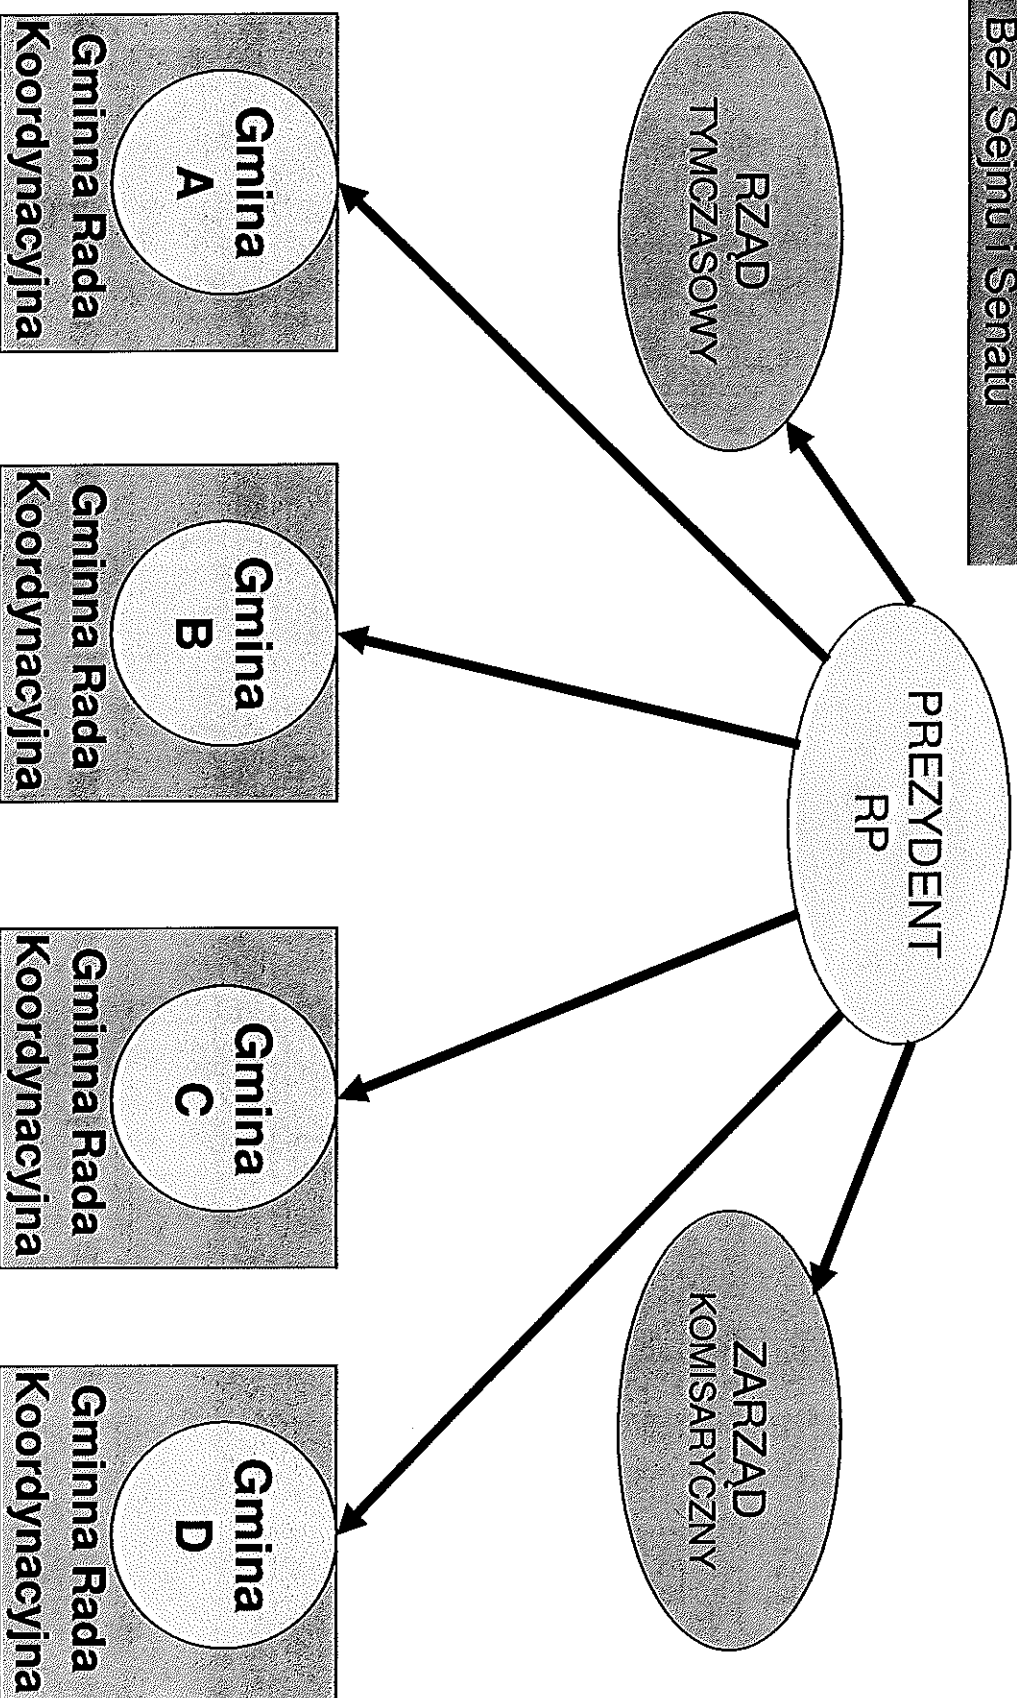 Bez Sejmu i Senatu
PREZYDENT
RP
RZĄD
TYMCZASOWY
ZARZĄD
KOMISARYCZNY
Gmina
A
Gminna Rada
Koordynacyjna
Gmina
B
Gminna Rada
Koordynacyjna
Gmina
C
Gminna Rada
Koordynacyjna
Gmina
D
Gminna Rada
Koordynacyjna